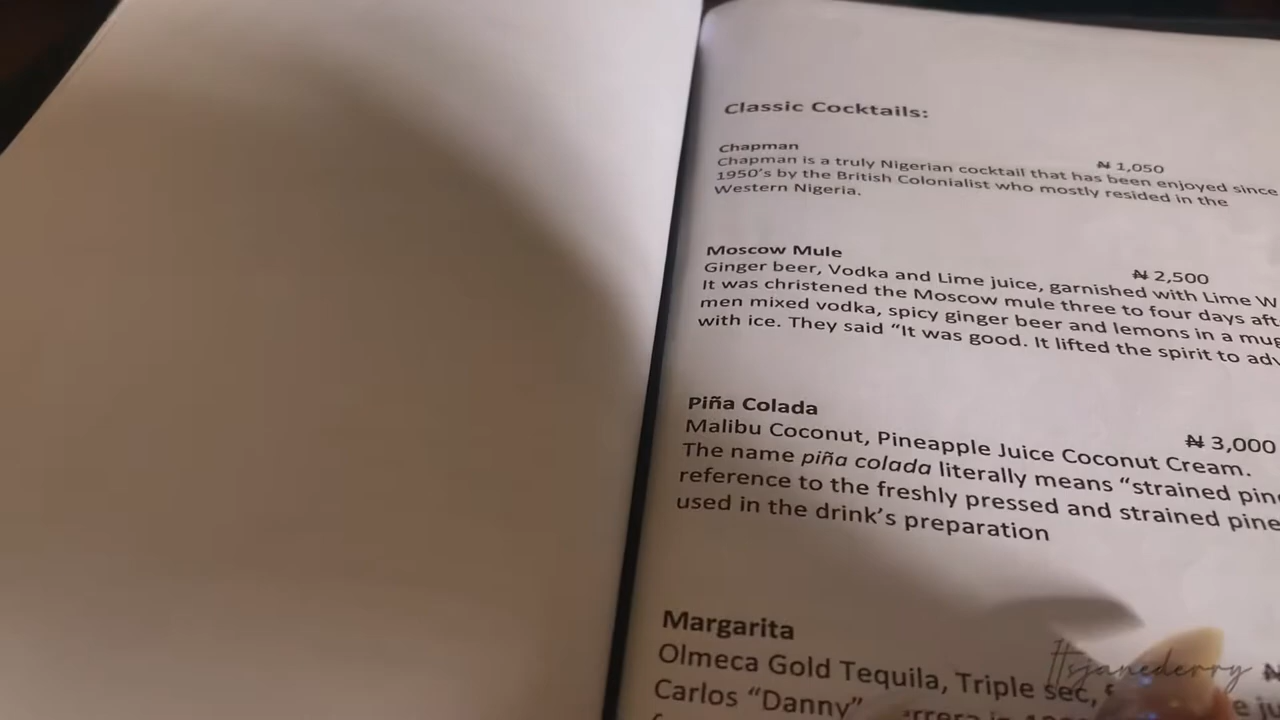 Classic Cocktails:
Chapman
₦ 1,050
Chapman is a truly Nigerian cocktail that has been enjoyed since
1950's by the British Colonialist who mostly resided in the
Western Nigeria.
Moscow Mule
₦ 2,500
Ginger beer, Vodka and Lime juice, garnished with Lime W
It was christened the Moscow mule three to four days aft
men mixed vodka, spicy ginger beer and lemons in a mug
with ice. They said “It was good. It lifted the spirit to adv
Piña Colada
₦ 3,000
Malibu Coconut, Pineapple Juice Coconut Cream.
The name piña colada literally means “strained pine
reference to the freshly pressed and strained pine
used in the drink’s preparation
Margarita
₦
Olmeca Gold Tequila, Triple sec,
Carlos “Danny”
Itsjanederry